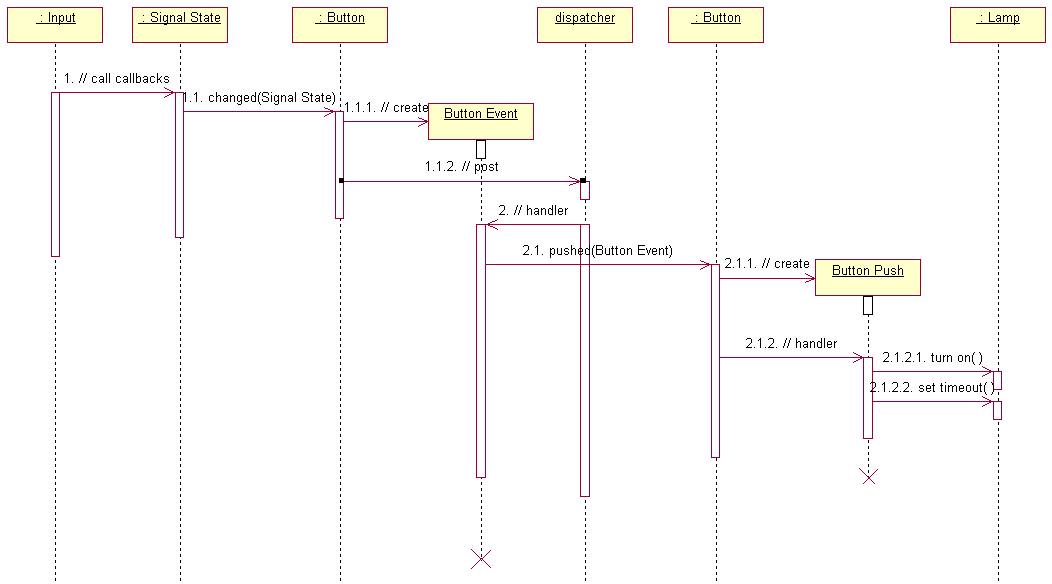 : Input
: Signal State
: Button
dispatcher
: Button
: Lamp
1. // call callbacks
1.1. changed(Signal State)
1.1.1. // create
Button Event
1.1.2. // post
2. // handler
2.1. pushed(Button Event)
2.1.1. // create
Button Push
2.1.2. // handler
2.1.2.1. turn on( )
2.1.2.2. set timeout( )